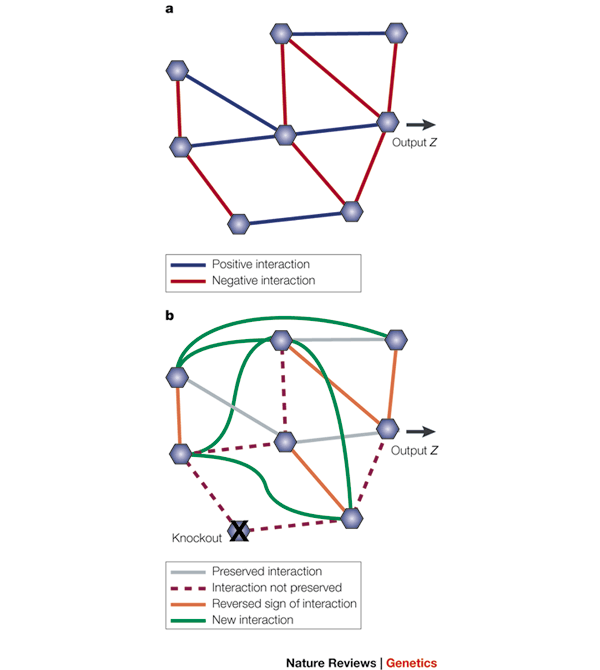 a
Output Z
Positive interaction
Negative interaction
b
Output Z
Knockout
X
Preserved interaction
Interaction not preserved
Reversed sign of interaction
New interaction
Nature Reviews | Genetics